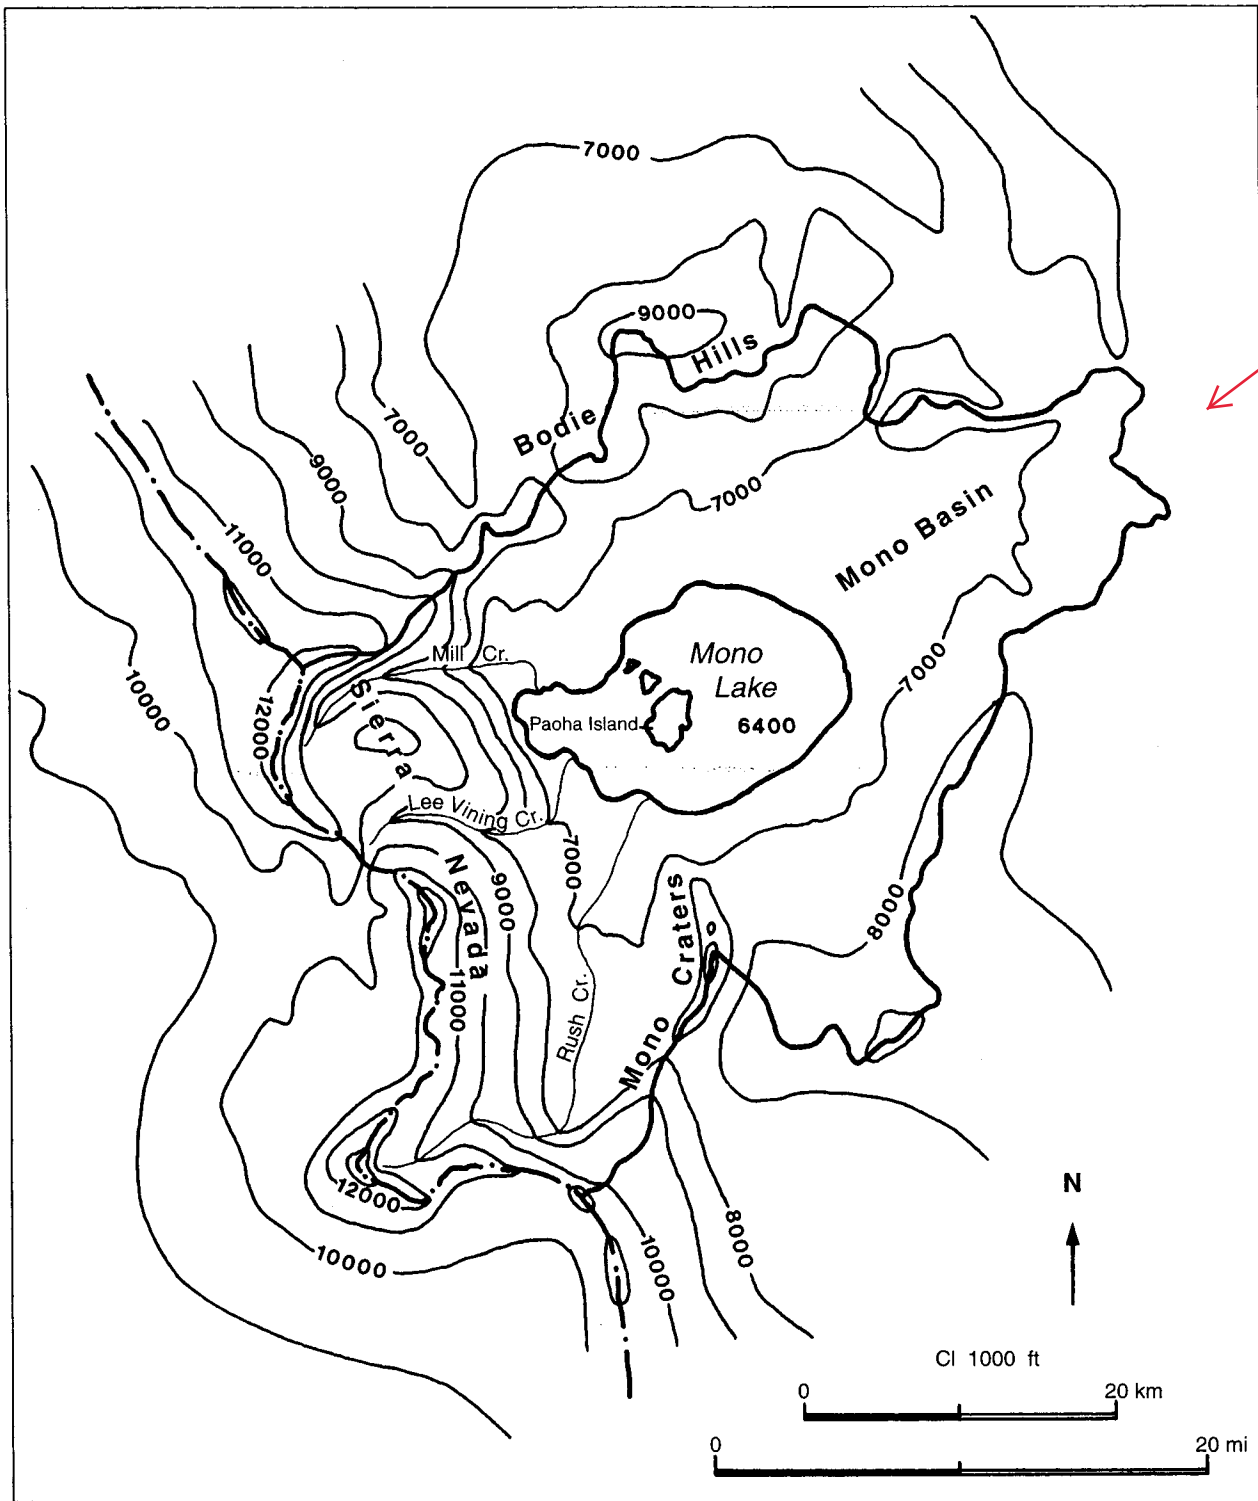 7000
9000
Hills
Bodie
7000
9000
7000
11000
Mono Basin
Mill Cr.
Mono
Lake
6400
Paoha Island
7000
10000
12000
Sierra
Lee Vining Cr.
7000
Nevada
9000
Mono Craters
8000
11000
Rush Cr.
12000
10000
10000
8000
N
CI 1000 ft
0 20 km
0 20 mi